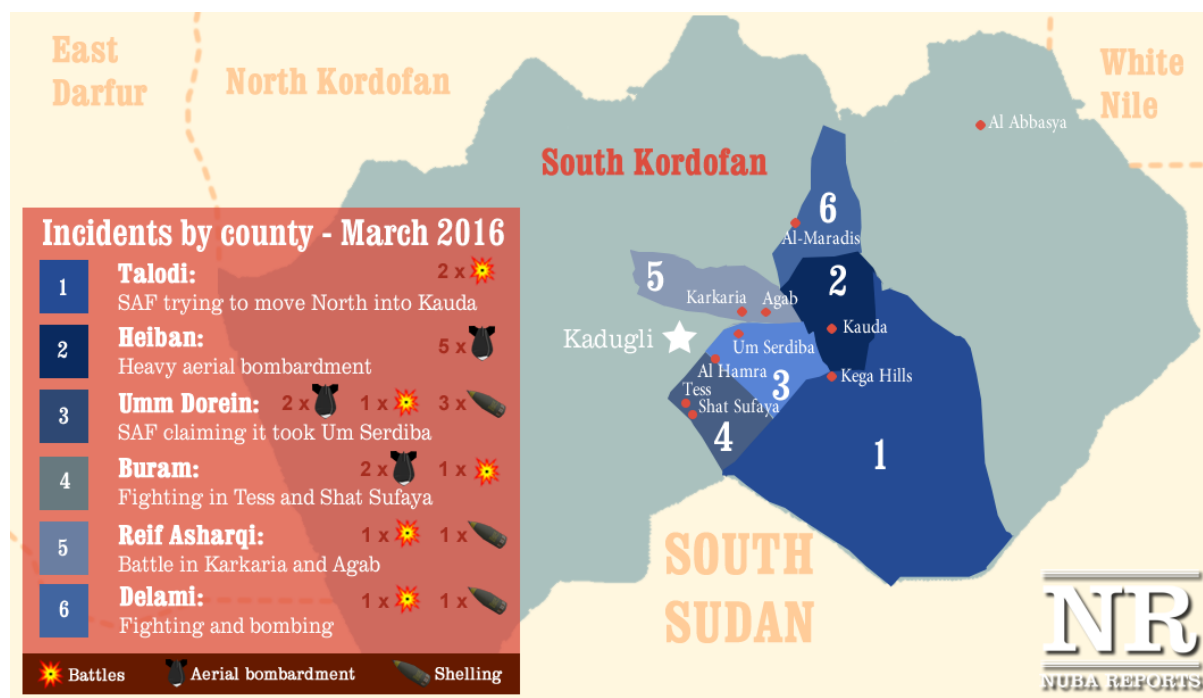 East
Darfur
North Kordofan
White
Nile
Al Abbasya
South Kordofan
6
Al-Maradis
5
2
Karkaria
Agab
Kadugli
Um Serdiba
Kauda
Al Hamra
Kega Hills
Tess
3
Shat Sufaya
4
1
SOUTH
SUDAN
Incidents by county - March 2016
1
Talodi:
2 x
SAF trying to move North into Kauda
2
Heiban:
5 x
Heavy aerial bombardment
3
Umm Dorein:
2 x
1 x
3 x
SAF claiming it took Um Serdiba
4
Buram:
2 x
1 x
Fighting in Tess and Shat Sufaya
5
Reif Asharqi:
1 x
1 x
Battle in Karkaria and Agab
6
Delami:
1 x
1 x
Fighting and bombing
Battles
Aerial bombardment
Shelling
NR
NUBA REPORTS